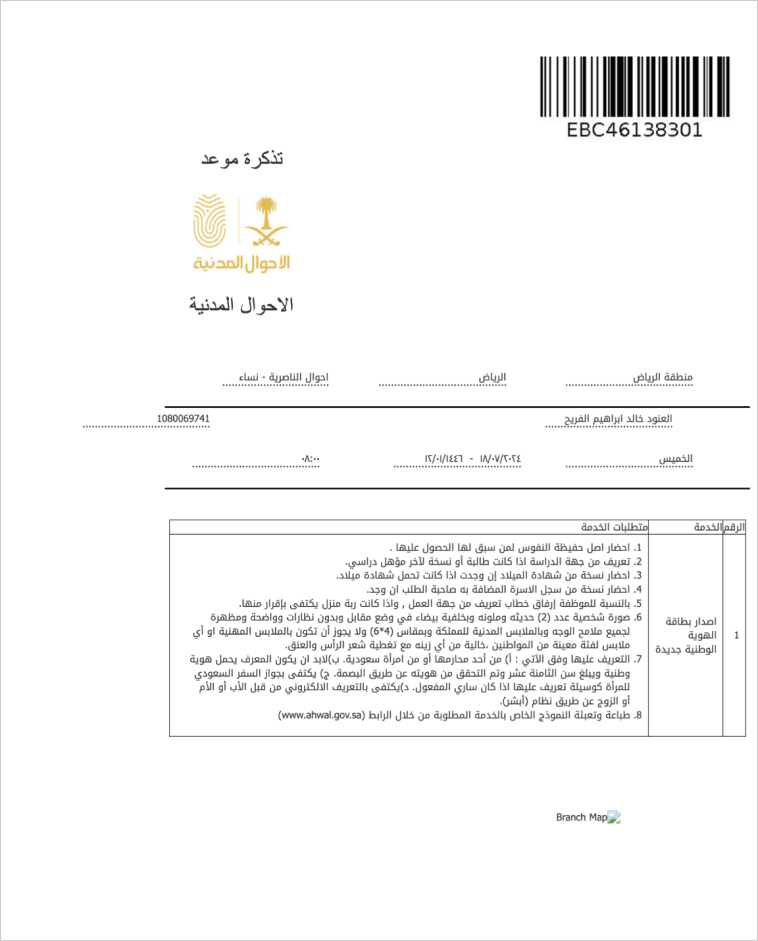 EBC46138301
تذكرة موعد
الاحوال المدنية
الاحوال المدنية
منطقة الرياض الرياض احوال الناصرية - نساء
العنود خالد ابراهيم الفريح 1080069741
الخميس ١٨/٠٧/٢٠٢٤ - ١٢/٠١/١٤٤٦ ٠٨:٠٠
الرقم الخدمة متطلبات الخدمة
1
اصدار بطاقة
الهوية
الوطنية جديدة
1. احضار اصل حفيظة النفوس لمن سبق لها الحصول عليها .
2. تعريف من جهة الدراسة اذا كانت طالبة أو نسخة لآخر مؤهل دراسي.
3. احضار نسخة من شهادة الميلاد إن وجدت اذا كانت تحمل شهادة ميلاد.
4. احضار نسخة من سجل الاسرة المضافة به صاحبة الطلب ان وجد.
5. بالنسبة للموظفة إرفاق خطاب تعريف من جهة العمل , واذا كانت ربة منزل يكتفى بإقرار منها.
6. صورة شخصية عدد (2) حديثه وملونه وبخلفية بيضاء في وضع مقابل وبدون نظارات وواضحة ومظهرة
لجميع ملامح الوجه وبالملابس المدنية للمملكة وبمقاس (4*6) ولا يجوز أن تكون بالملابس المهنية او أي
ملابس لفئة معينة من المواطنين ,خالية من أي زينه مع تغطية شعر الرأس والعنق.
7. التعريف عليها وفق الآتي : أ) من أحد محارمها أو من امرأة سعودية. ب)لابد ان يكون المعرف يحمل هوية
وطنية ويبلغ سن الثامنة عشر وتم التحقق من هويته عن طريق البصمة. ج) يكتفى بجواز السفر السعودي
للمرأة كوسيلة تعريف عليها اذا كان ساري المفعول. د)يكتفى بالتعريف الالكتروني من قبل الأب أو الأم
أو الزوج عن طريق نظام (أبشر).
8. طباعة وتعبئة النموذج الخاص بالخدمة المطلوبة من خلال الرابط (www.ahwal.gov.sa)
Branch Map